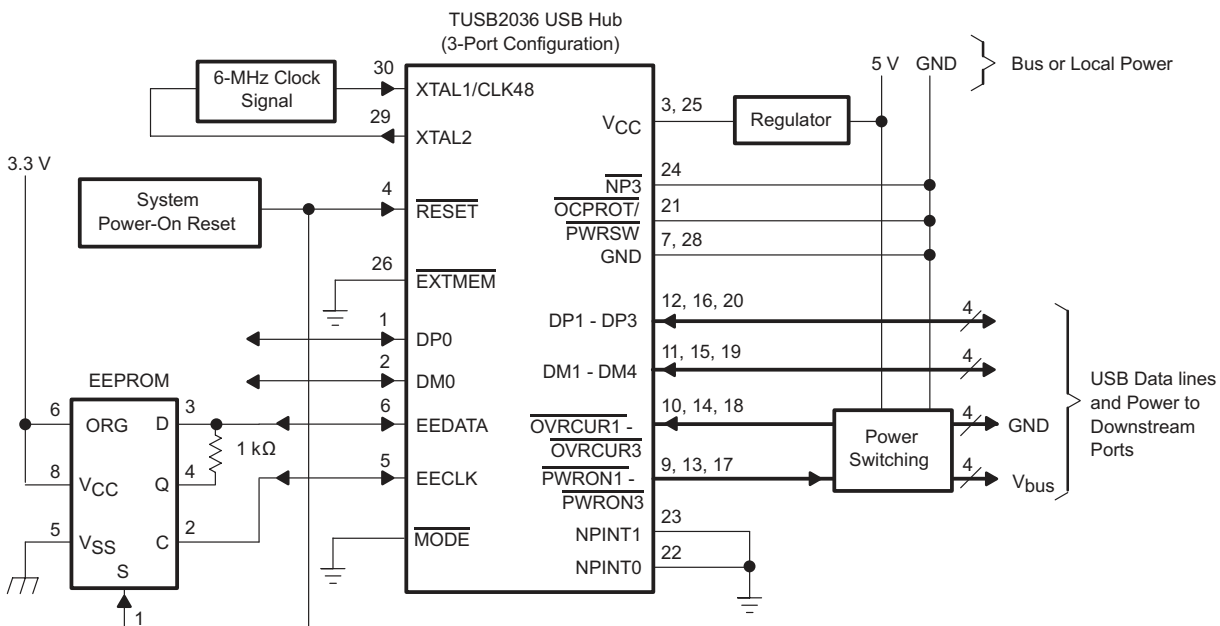 TUSB2036 USB Hub
(3-Port Configuration)
5 V GND
Bus or Local Power
6-MHz Clock
Signal
30
XTAL1/CLK48
29
XTAL2
3, 25
VCC
Regulator
3.3 V
System
Power-On Reset
4
RESET
24
NP3
21
OCPROT/
PWRSW
7, 28
GND
26
EXTMEM
12, 16, 20
DP1 - DP3
4
1
DP0
11, 15, 19
DM1 - DM4
4
2
DM0
USB Data lines
and Power to
Downstream
Ports
EEPROM
6
ORG
D
3
1 kΩ
6
EEDATA
10, 14, 18
OVRCUR1 -
OVRCUR3
Power
Switching
4
GND
8
VCC
Q
4
5
EECLK
9, 13, 17
PWRON1 -
PWRON3
4
Vbus
5
VSS
C
2
MODE
23
NPINT1
22
NPINT0
S
1